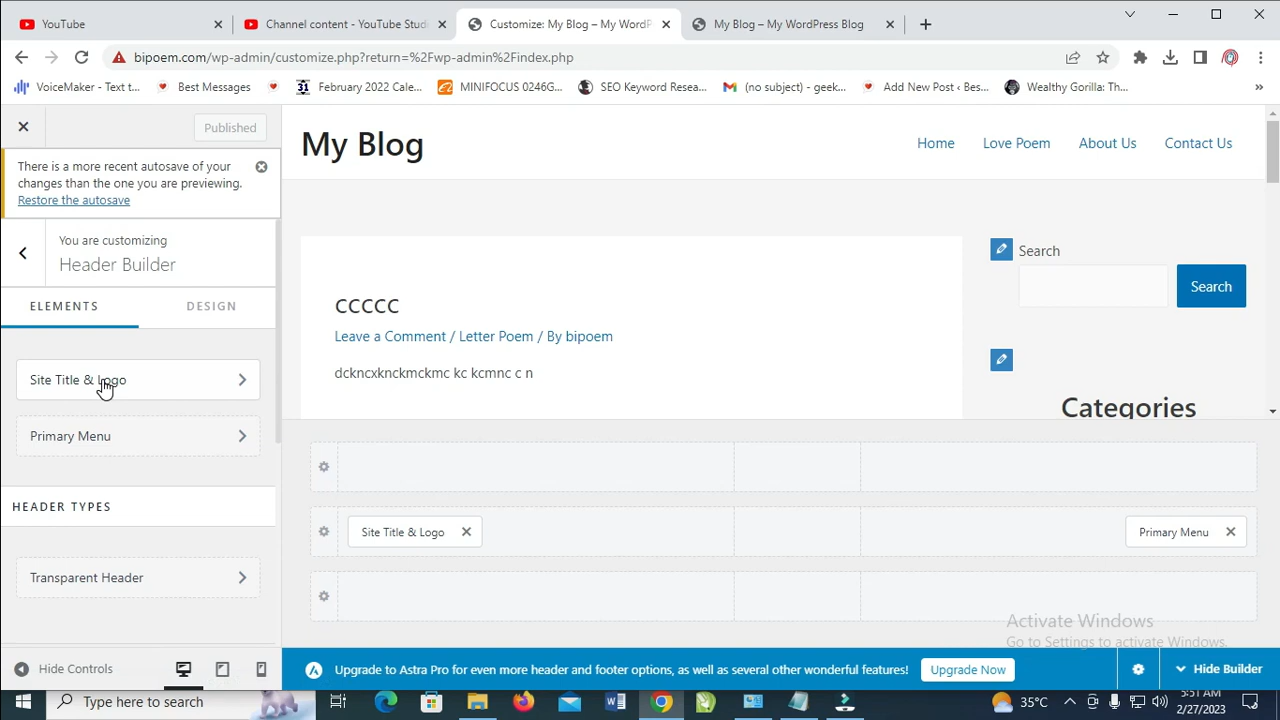 YouTube
Channel content - YouTube Studi
Customize: My Blog – My WordP
My Blog – My WordPress Blog
bipoem.com/wp-admin/customize.php?return=%2Fwp-admin%2Findex.php
VoiceMaker - Text t...
Best Messages
31 February 2022 Cale...
MINIFOCUS 0246G...
SEO Keyword Resea...
(no subject) - geek...
Add New Post ‹ Best...
Wealthy Gorilla: Th...
»
Published
My Blog
Home
Love Poem
About Us
Contact Us
There is a more recent autosave of your
changes than the one you are previewing.
Restore the autosave
You are customizing
Header Builder
ELEMENTS
DESIGN
Search
Search
CCCCC
Leave a Comment / Letter Poem / By bipoem
dckncxknckmckmc kc kcmnc c n
Categories
Site Title & Logo
Primary Menu
HEADER TYPES
Transparent Header
Site Title & Logo
Primary Menu
Activate Windows
Go to Settings to activate Windows.
Hide Controls
Upgrade to Astra Pro for even more header and footer options, as well as several other wonderful features!
Upgrade Now
Hide Builder
Type here to search
35°C
5:51 AM
2/27/2023